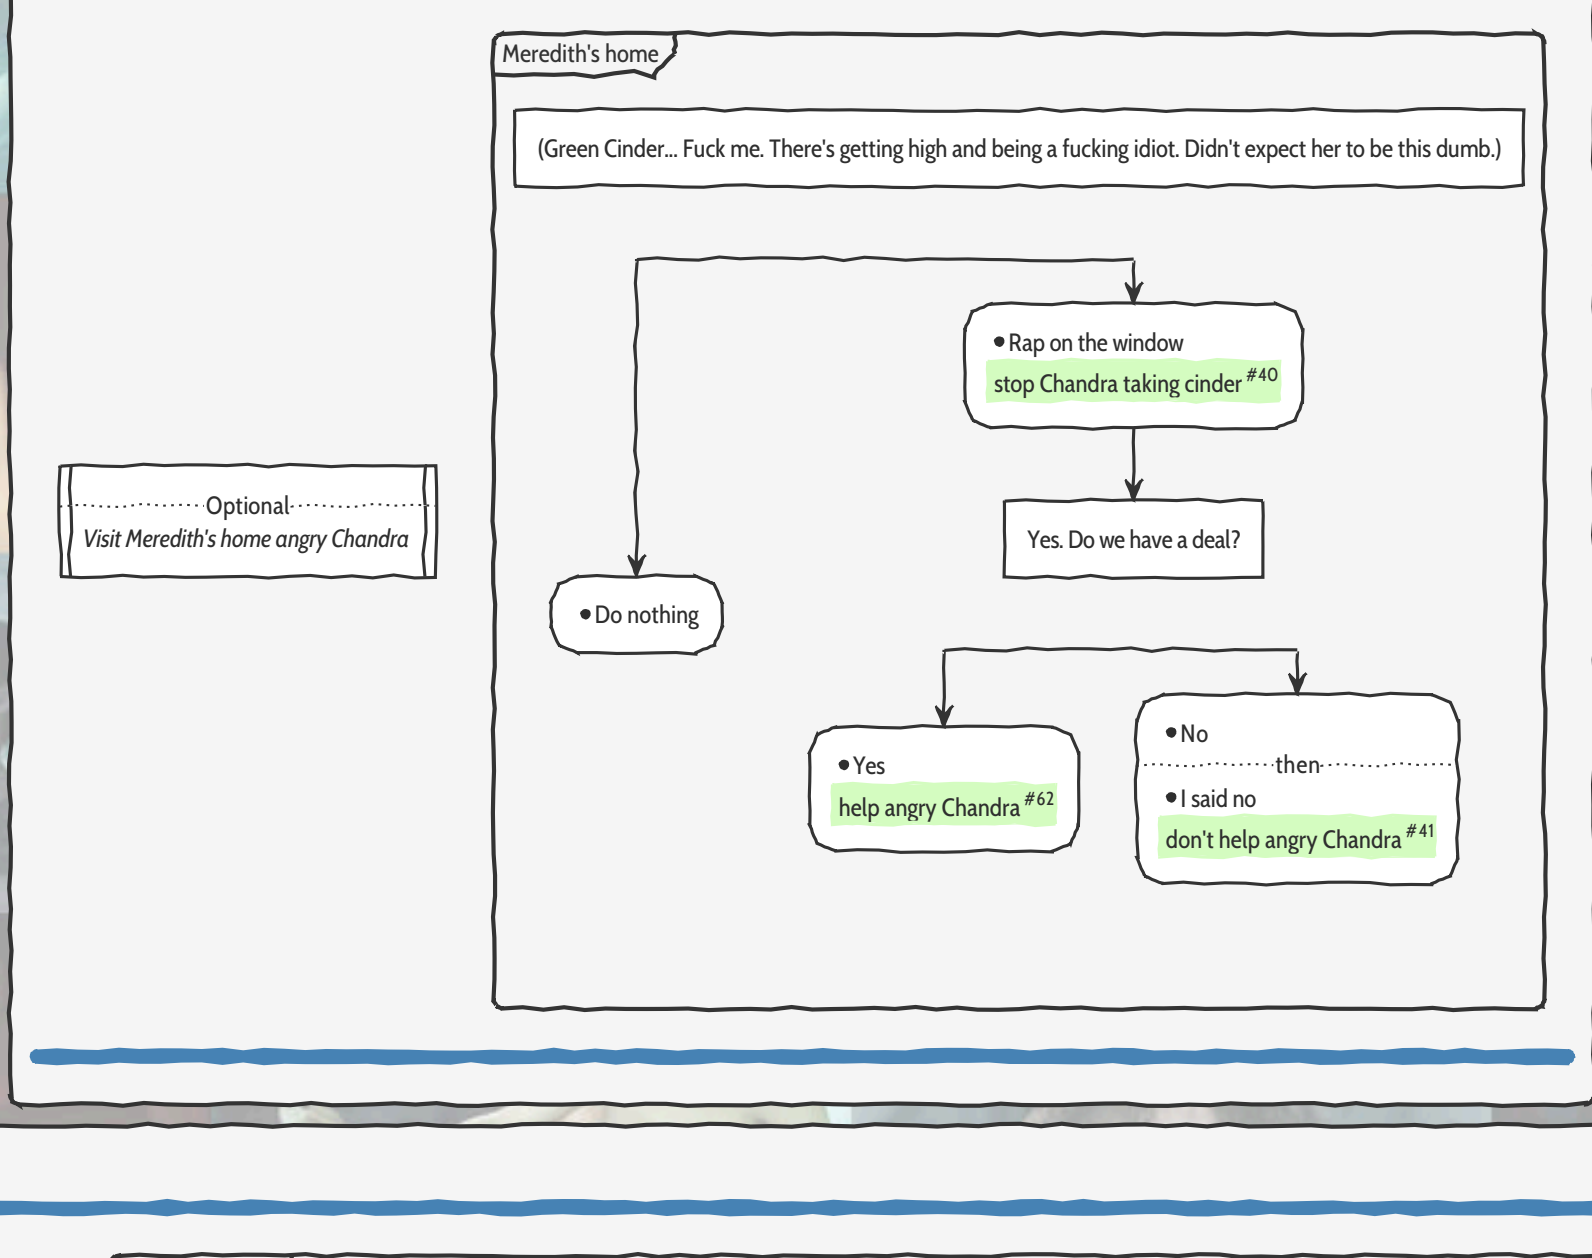 Meredith's home
(Green Cinder... Fuck me. There's getting high and being a fucking idiot. Didn't expect her to be this dumb.)
• Rap on the window
stop Chandra taking cinder #40
Optional
Visit Meredith's home angry Chandra
Yes. Do we have a deal?
• Do nothing
• Yes
help angry Chandra #62
• No
then
• I said no
don't help angry Chandra #41